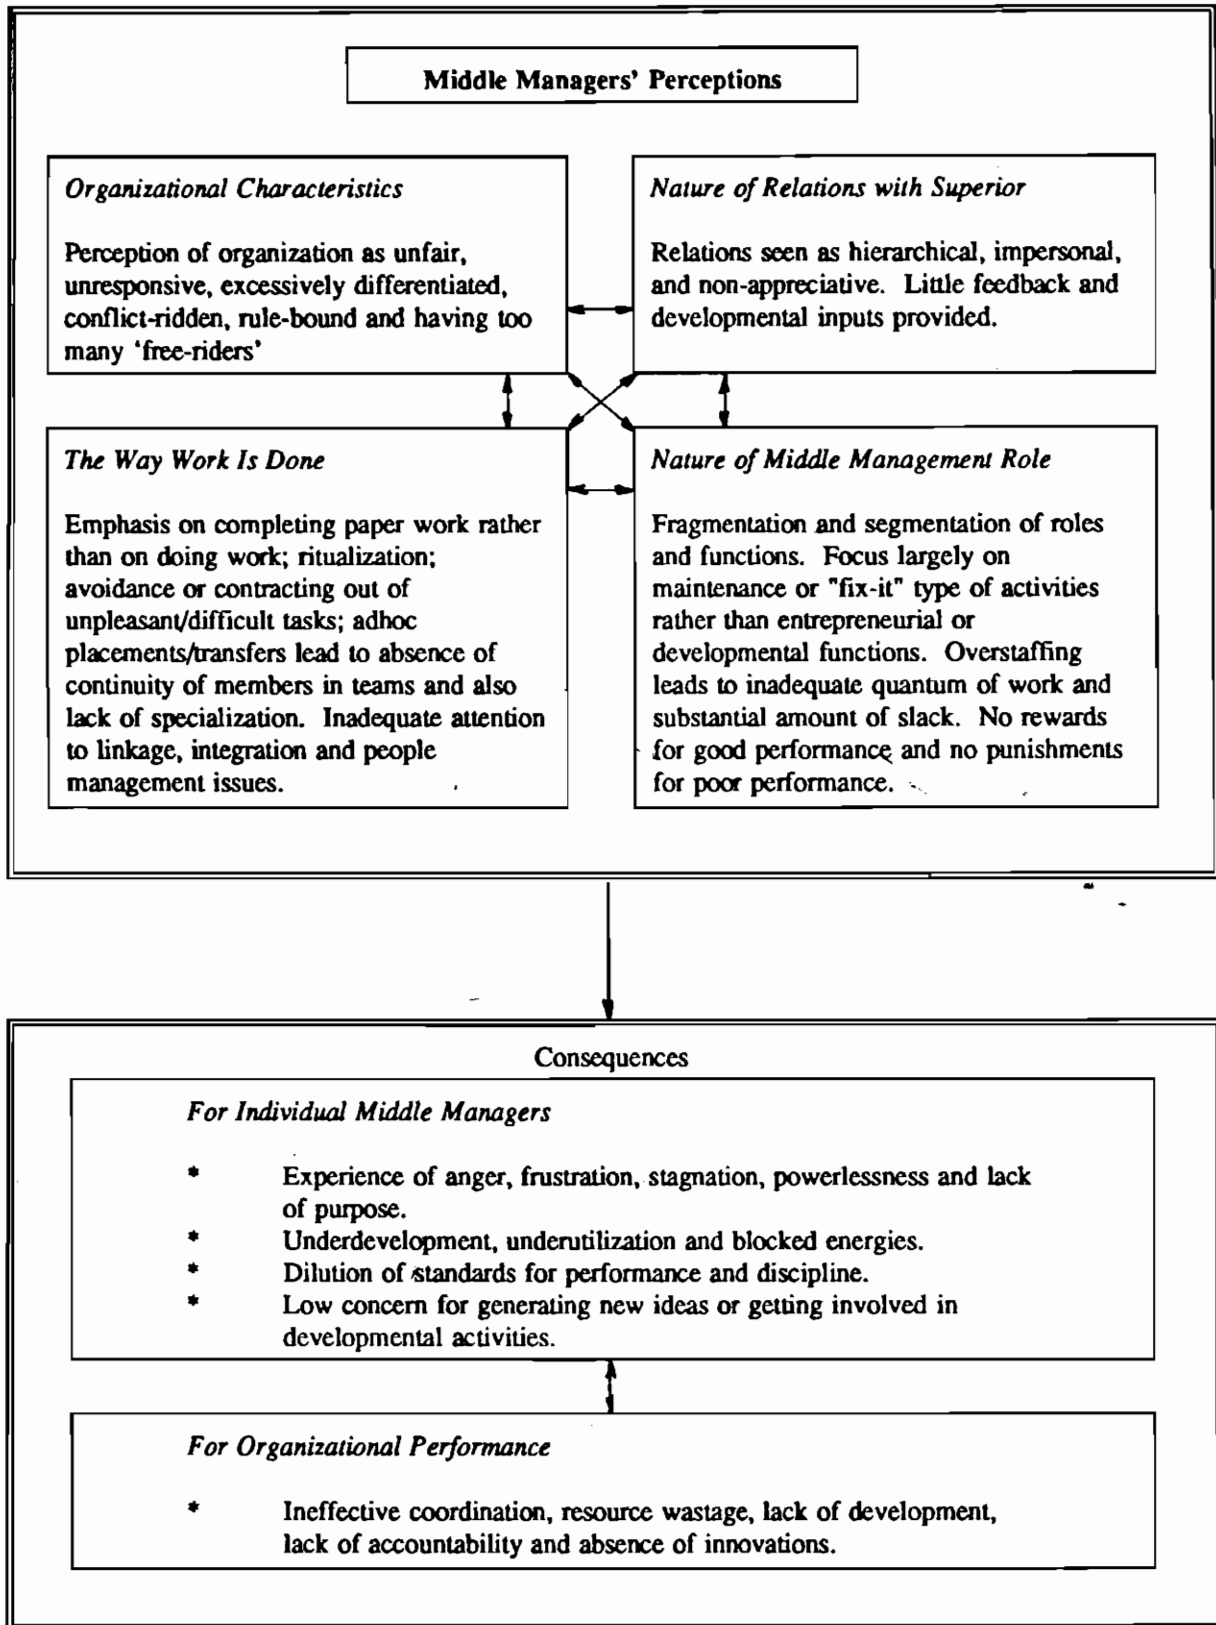 Middle Managers' Perceptions
Organizational Characteristics
Perception of organization as unfair,
unresponsive, excessively differentiated,
conflict-ridden, rule-bound and having too
many 'free-riders'
Nature of Relations with Superior
Relations seen as hierarchical, impersonal,
and non-appreciative. Little feedback and
developmental inputs provided.
The Way Work Is Done
Emphasis on completing paper work rather
than on doing work; ritualization;
avoidance or contracting out of
unpleasant/difficult tasks; adhoc
placements/transfers lead to absence of
continuity of members in teams and also
lack of specialization. Inadequate attention
to linkage, integration and people
management issues.
Nature of Middle Management Role
Fragmentation and segmentation of roles
and functions. Focus largely on
maintenance or "fix-it" type of activities
rather than entrepreneurial or
developmental functions. Overstaffing
leads to inadequate quantum of work and
substantial amount of slack. No rewards
for good performance and no punishments
for poor performance.
Consequences
For Individual Middle Managers
* Experience of anger, frustration, stagnation, powerlessness and lack
of purpose.
* Underdevelopment, underutilization and blocked energies.
* Dilution of standards for performance and discipline.
* Low concern for generating new ideas or getting involved in
developmental activities.
For Organizational Performance
* Ineffective coordination, resource wastage, lack of development,
lack of accountability and absence of innovations.